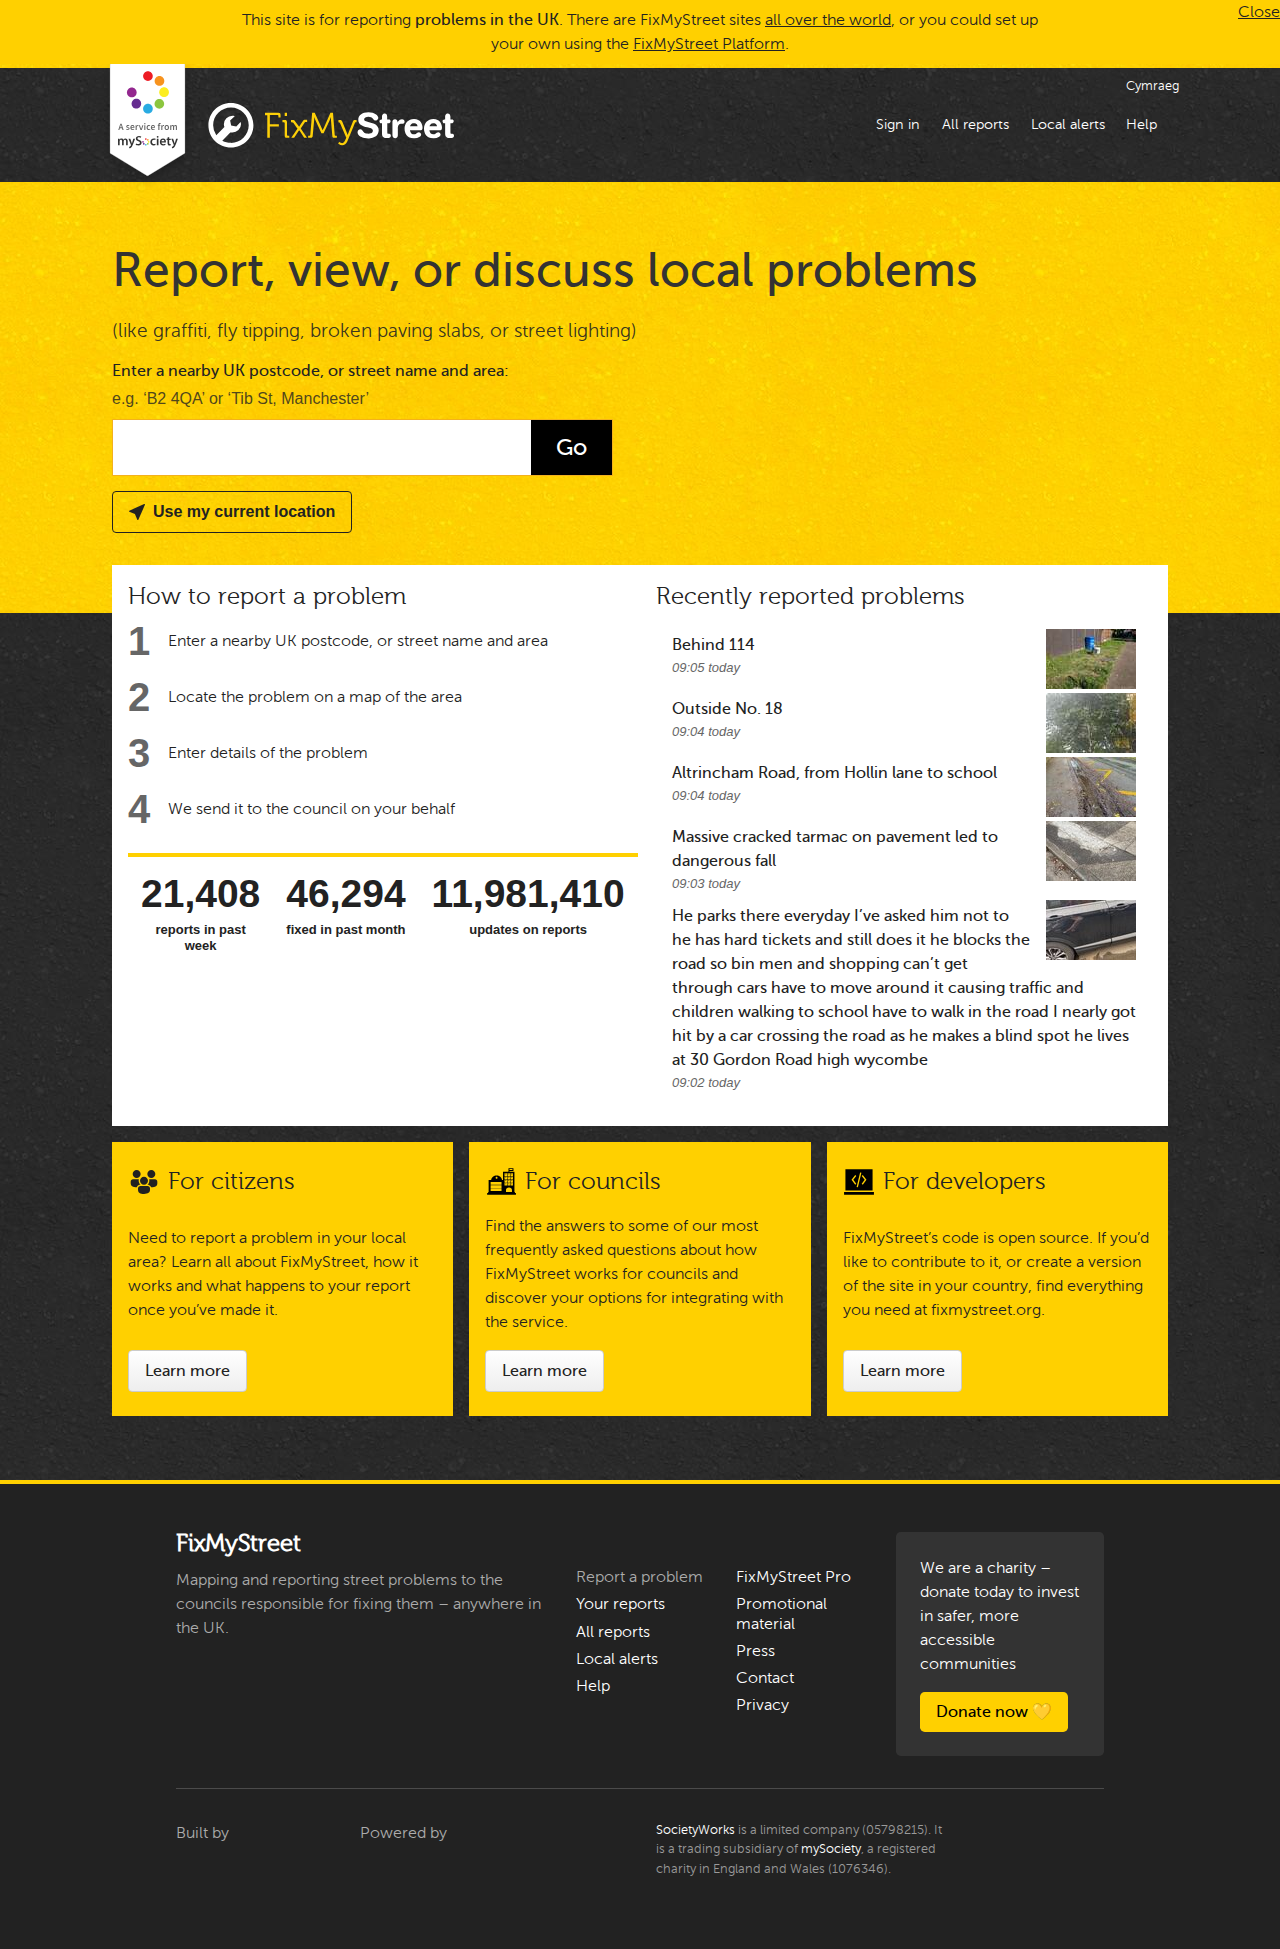 This site is for reporting problems in the UK. There are FixMyStreet sites all over the world, or you could set up
your own using the FixMyStreet Platform.
Close
Cymraeg
A service from
mySociety
FixMyStreet
Sign in
All reports
Local alerts
Help
Report, view, or discuss local problems
(like graffiti, fly tipping, broken paving slabs, or street lighting)
Enter a nearby UK postcode, or street name and area:
e.g. ‘B2 4QA’ or ‘Tib St, Manchester’
Go
Use my current location
How to report a problem
1 Enter a nearby UK postcode, or street name and area
2 Locate the problem on a map of the area
3 Enter details of the problem
4 We send it to the council on your behalf
21,408
reports in past
week
46,294
fixed in past month
11,981,410
updates on reports
Recently reported problems
Behind 114
09:05 today
Outside No. 18
09:04 today
Altrincham Road, from Hollin lane to school
09:04 today
Massive cracked tarmac on pavement led to
dangerous fall
09:03 today
He parks there everyday I’ve asked him not to
he has hard tickets and still does it he blocks the
road so bin men and shopping can’t get
through cars have to move around it causing traffic and
children walking to school have to walk in the road I nearly got
hit by a car crossing the road as he makes a blind spot he lives
at 30 Gordon Road high wycombe
09:02 today
For citizens
Need to report a problem in your local
area? Learn all about FixMyStreet, how it
works and what happens to your report
once you’ve made it.
Learn more
For councils
Find the answers to some of our most
frequently asked questions about how
FixMyStreet works for councils and
discover your options for integrating with
the service.
Learn more
For developers
FixMyStreet’s code is open source. If you’d
like to contribute to it, or create a version
of the site in your country, find everything
you need at fixmystreet.org.
Learn more
FixMyStreet
Mapping and reporting street problems to the
councils responsible for fixing them – anywhere in
the UK.
Report a problem
Your reports
All reports
Local alerts
Help
FixMyStreet Pro
Promotional
material
Press
Contact
Privacy
We are a charity –
donate today to invest
in safer, more
accessible
communities
Donate now 💛
Built by
Powered by
SocietyWorks is a limited company (05798215). It
is a trading subsidiary of mySociety, a registered
charity in England and Wales (1076346).